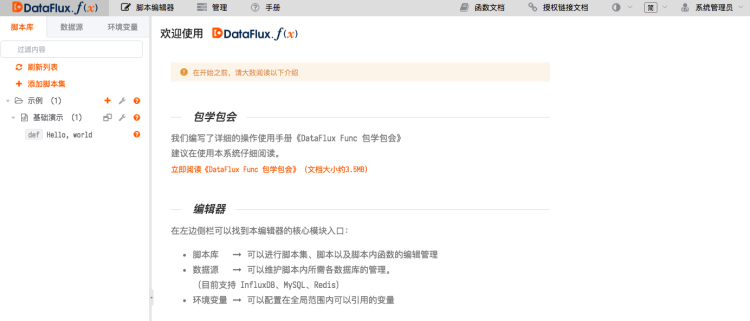 DataFlux.f(x) 脚本编辑器 管理 手册 函数文档 授权链接文档 简 系统管理员
脚本库 数据源 环境变量
过滤内容
刷新列表
添加脚本集
示例 (1)
基础演示 (1)
def Hello, world
欢迎使用 DataFlux.f(x)
在开始之前，请大致阅读以下介绍
包学包会
我们编写了详细的操作使用手册《DataFlux Func 包学包会》
建议在使用本系统仔细阅读。
立即阅读《DataFlux Func 包学包会》（文档大小约3.5MB）
编辑器
在左边侧栏可以找到本编辑器的核心模块入口：
• 脚本库 → 可以进行脚本集、脚本以及脚本内函数的编辑管理
• 数据源 → 可以维护脚本内所需各数据库的管理。
（目前支持 InfluxDB、MySQL、Redis）
• 环境变量 → 可以配置在全局范围内可以引用的变量